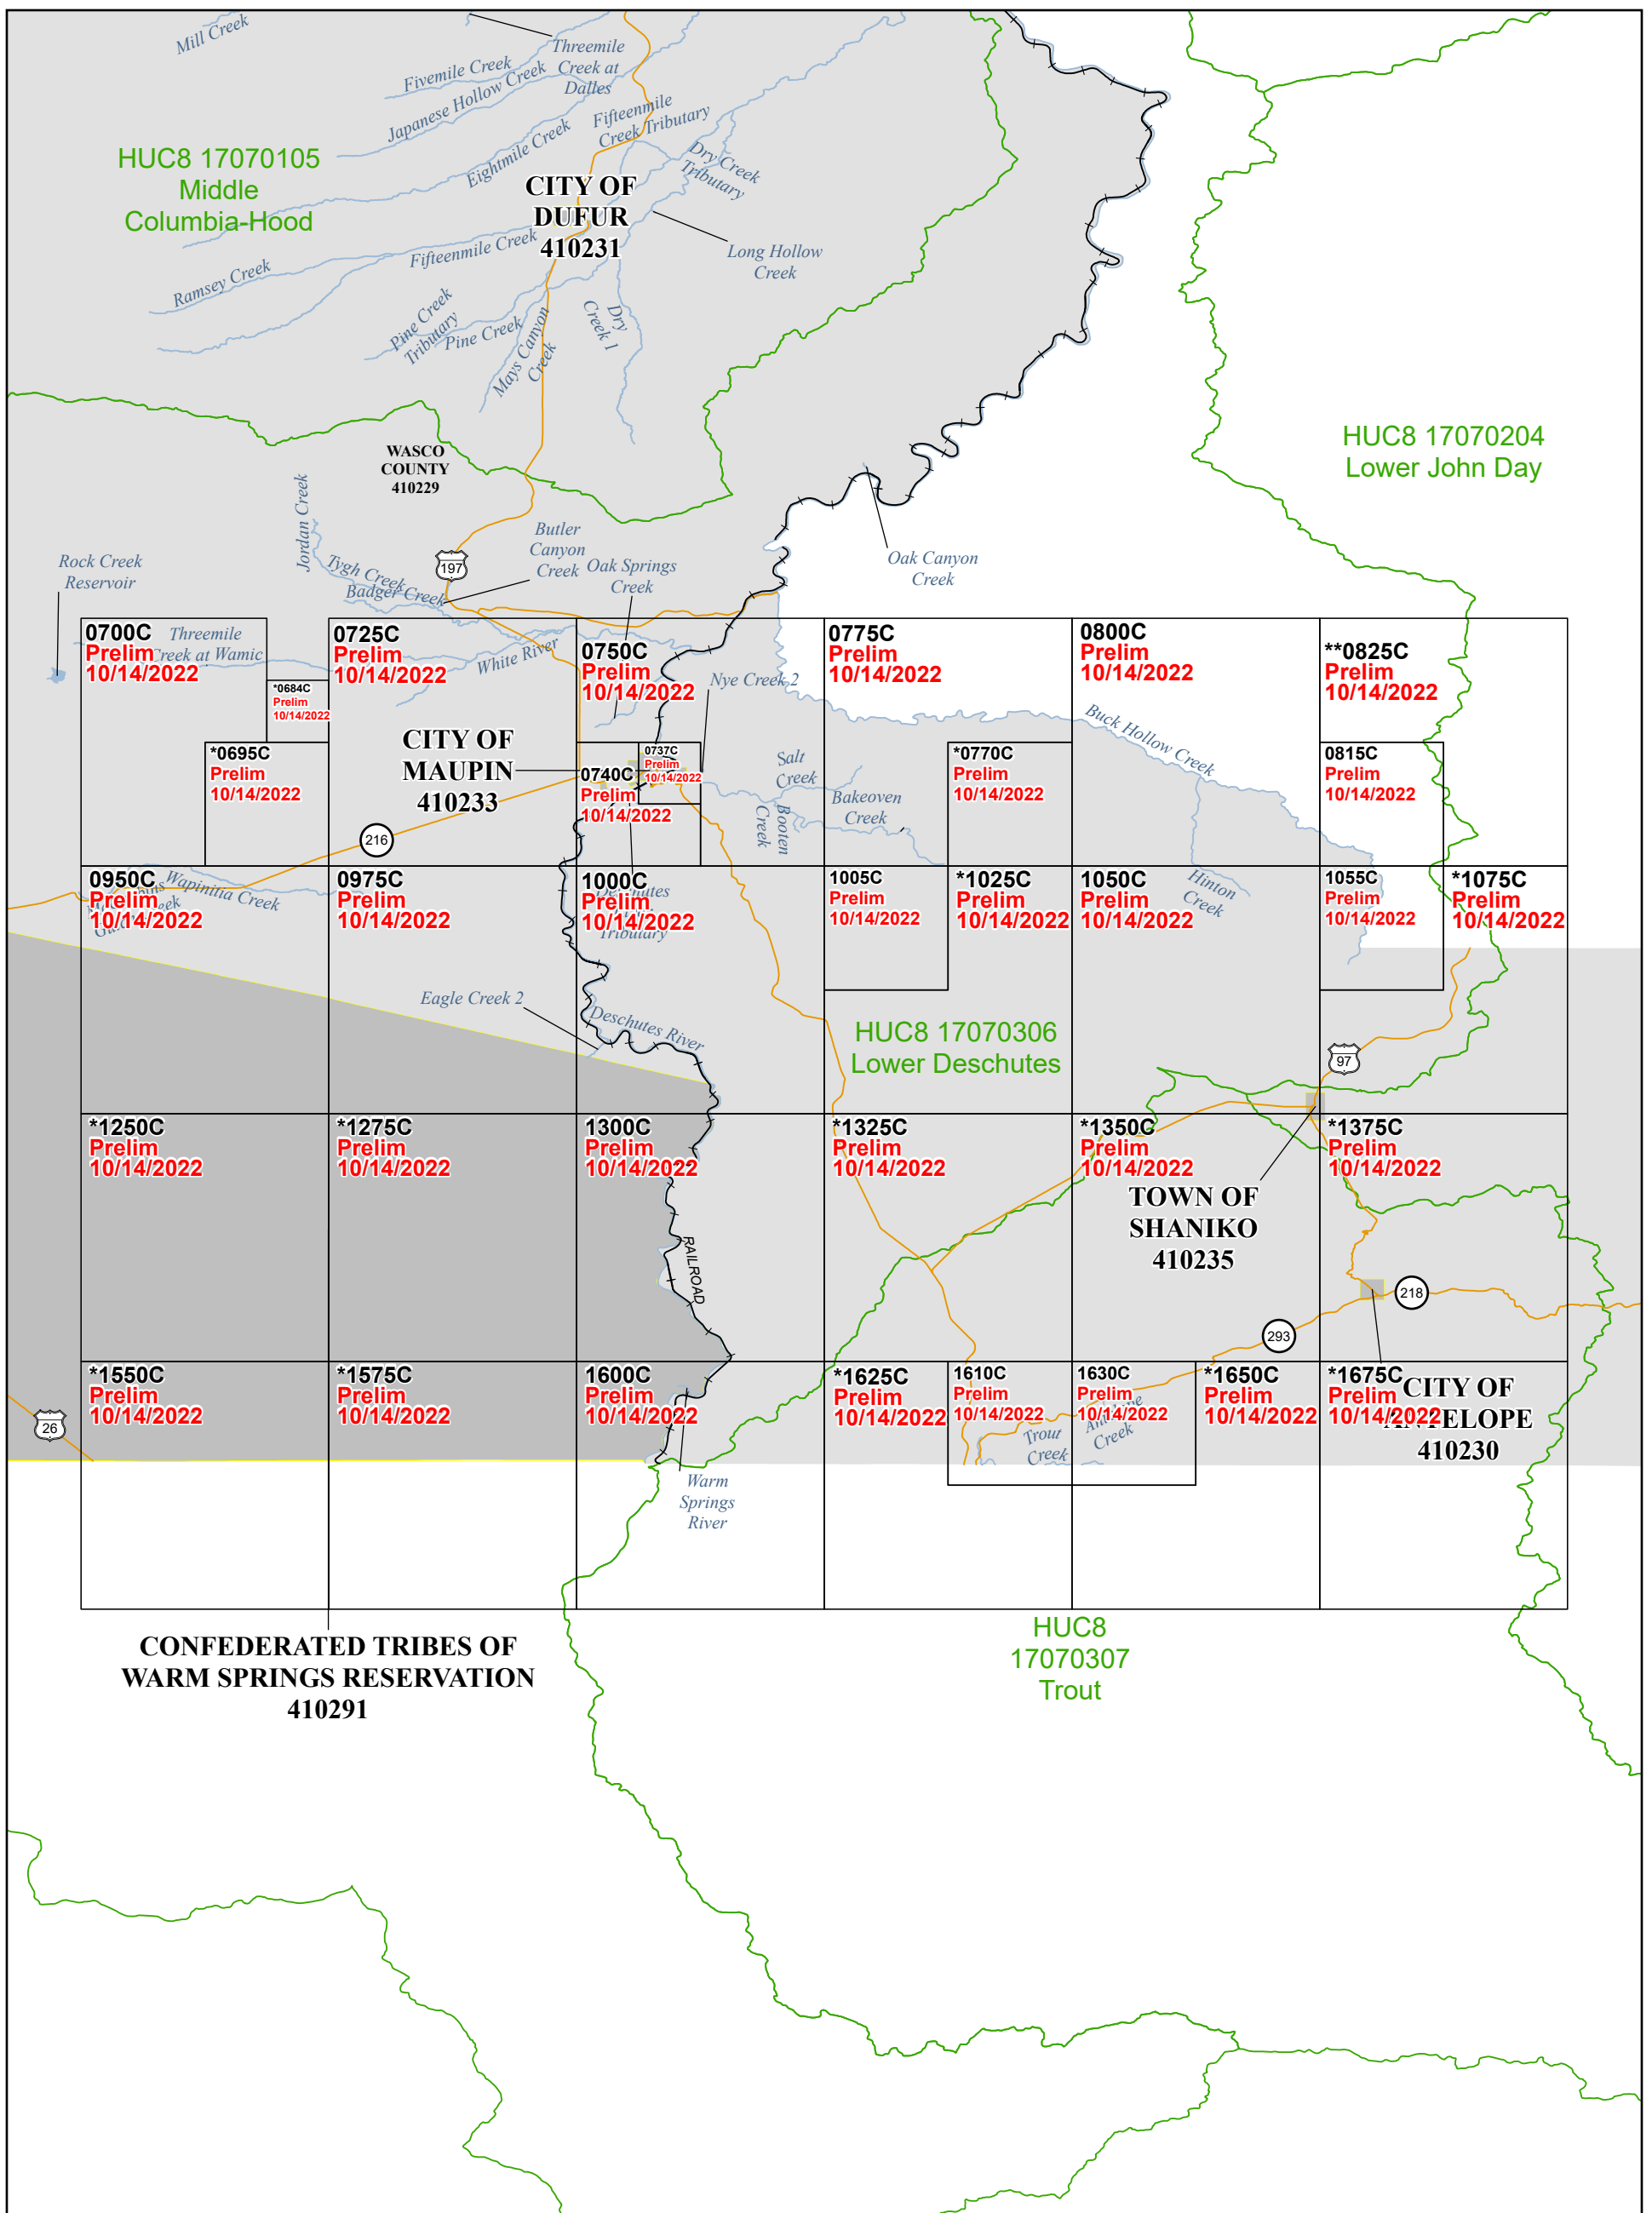 Mill Creek
Threemile
Creek at
Dalles
Fivemile Creek
Japanese Hollow Creek
Fifteenmile
Creek Tributary
Eightmile Creek
Dry Creek
Tributary
HUC8 17070105
Middle
Columbia-Hood
CITY OF
DUFUR
410231
Long Hollow
Creek
Fifteenmile Creek
Ramsey Creek
Pine Creek
Tributary
Pine Creek
Mays Canyon
Creek
Dry
Creek 1
HUC8 17070204
Lower John Day
WASCO
COUNTY
410229
Jordan Creek
Rock Creek
Reservoir
Tygh Creek
Badger Creek
197
Butler
Canyon
Creek
Oak Springs
Creek
Oak Canyon
Creek
0700C
Prelim
10/14/2022
Threemile
Creek at Wamic
*0684C
Prelim
10/14/2022
*0695C
Prelim
10/14/2022
0725C
Prelim
10/14/2022
White River
0750C
Prelim
10/14/2022
Nye Creek 2
0775C
Prelim
10/14/2022
0800C
Prelim
10/14/2022
**0825C
Prelim
10/14/2022
Buck Hollow Creek
CITY OF
MAUPIN
410233
0737C
Prelim
10/14/2022
0740C
Prelim
10/14/2022
Salt
Creek
Booten
Creek
Bakeoven
Creek
*0770C
Prelim
10/14/2022
0815C
Prelim
10/14/2022
216
0950C
Prelim
10/14/2022
Wapinitia Creek
0975C
Prelim
10/14/2022
1000C
Prelim
10/14/2022
Deschutes
Tributary
1005C
Prelim
10/14/2022
*1025C
Prelim
10/14/2022
1050C
Prelim
10/14/2022
Hinton
Creek
1055C
Prelim
10/14/2022
*1075C
Prelim
10/14/2022
Eagle Creek 2
Deschutes River
HUC8 17070306
Lower Deschutes
97
*1250C
Prelim
10/14/2022
*1275C
Prelim
10/14/2022
1300C
Prelim
10/14/2022
*1325C
Prelim
10/14/2022
*1350C
Prelim
10/14/2022
*1375C
Prelim
10/14/2022
TOWN OF
SHANIKO
410235
RAILROAD
218
293
*1550C
Prelim
10/14/2022
*1575C
Prelim
10/14/2022
1600C
Prelim
10/14/2022
*1625C
Prelim
10/14/2022
1610C
Prelim
10/14/2022
1630C
Prelim
10/14/2022
*1650C
Prelim
10/14/2022
*1675C
Prelim
10/14/2022
CITY OF
ANTELOPE
410230
26
Trout
Creek
Antelope
Creek
Warm
Springs
River
CONFEDERATED TRIBES OF
WARM SPRINGS RESERVATION
410291
HUC8
17070307
Trout